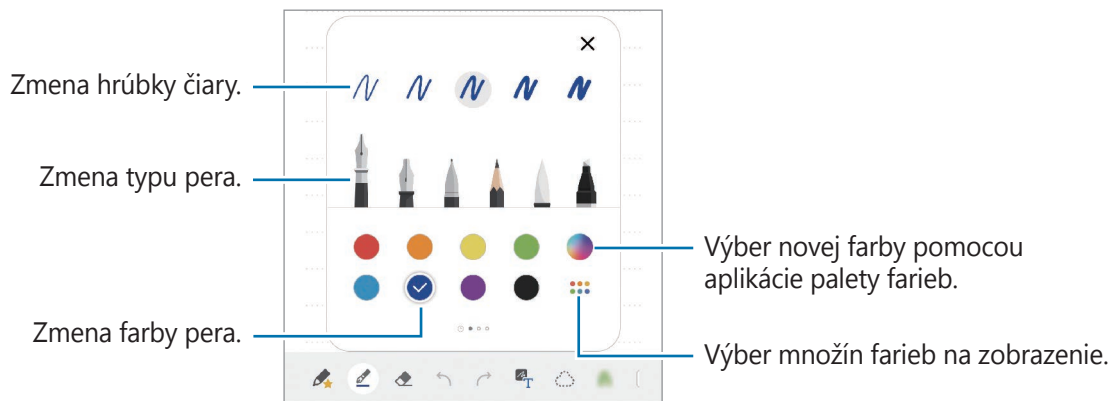 Zmena hrúbky čiary.
Zmena typu pera.
Výber novej farby pomocou
aplikácie palety farieb.
Zmena farby pera.
Výber množín farieb na zobrazenie.